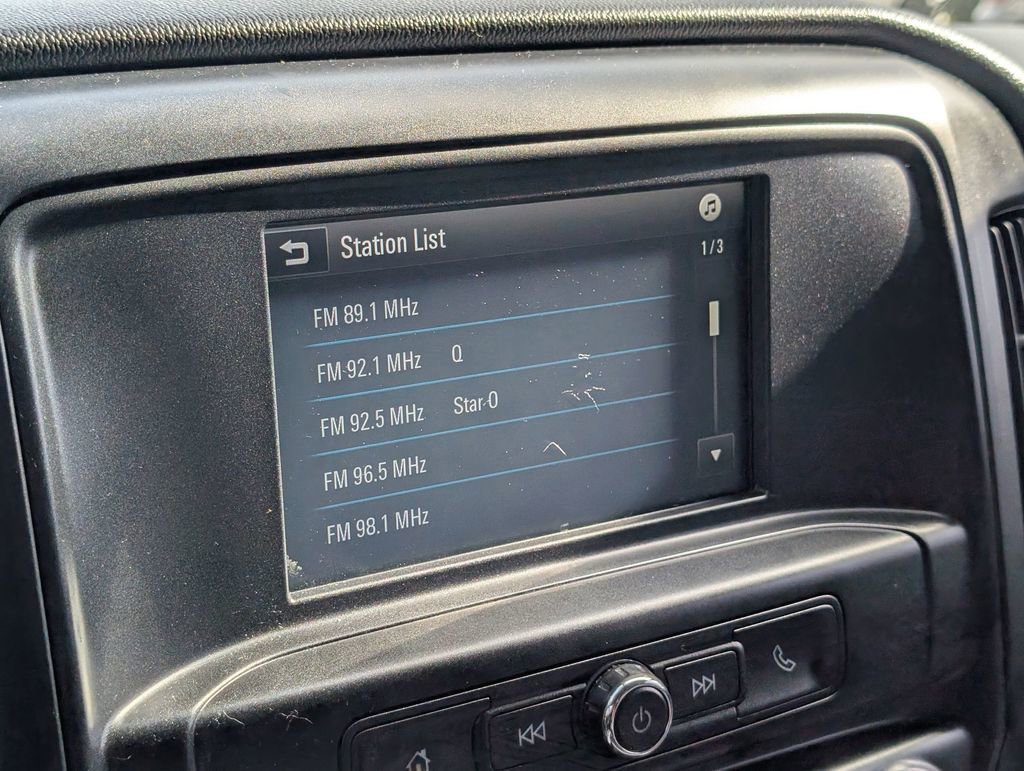 Station List
1/3
FM 89.1 MHz
FM 92.1 MHz Q
FM 92.5 MHz Star 0
FM 96.5 MHz
FM 98.1 MHz